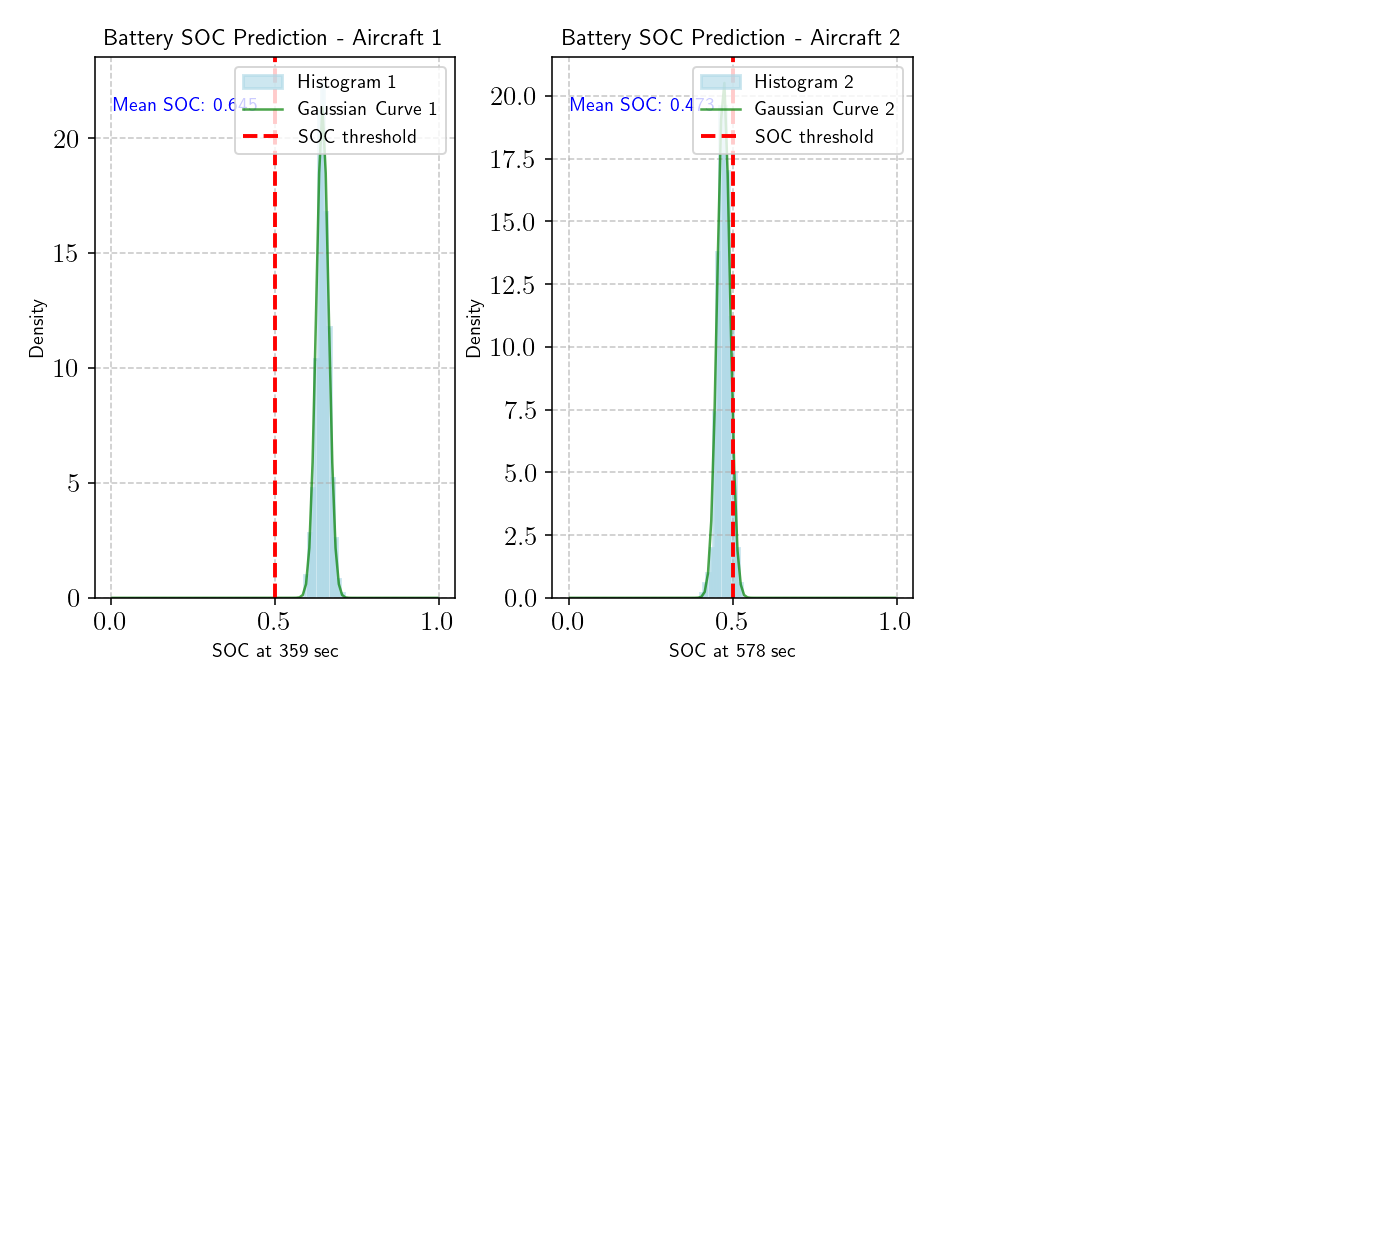 Battery SOC Prediction - Aircraft 1
Mean SOC: 0.645
Histogram 1
Gaussian Curve 1
SOC threshold
20
15
10
5
0
Density
0.0 0.5 1.0
SOC at 359 sec
Battery SOC Prediction - Aircraft 2
Mean SOC: 0.473
Histogram 2
Gaussian Curve 2
SOC threshold
20.0
17.5
15.0
12.5
10.0
7.5
5.0
2.5
0.0
Density
0.0 0.5 1.0
SOC at 578 sec